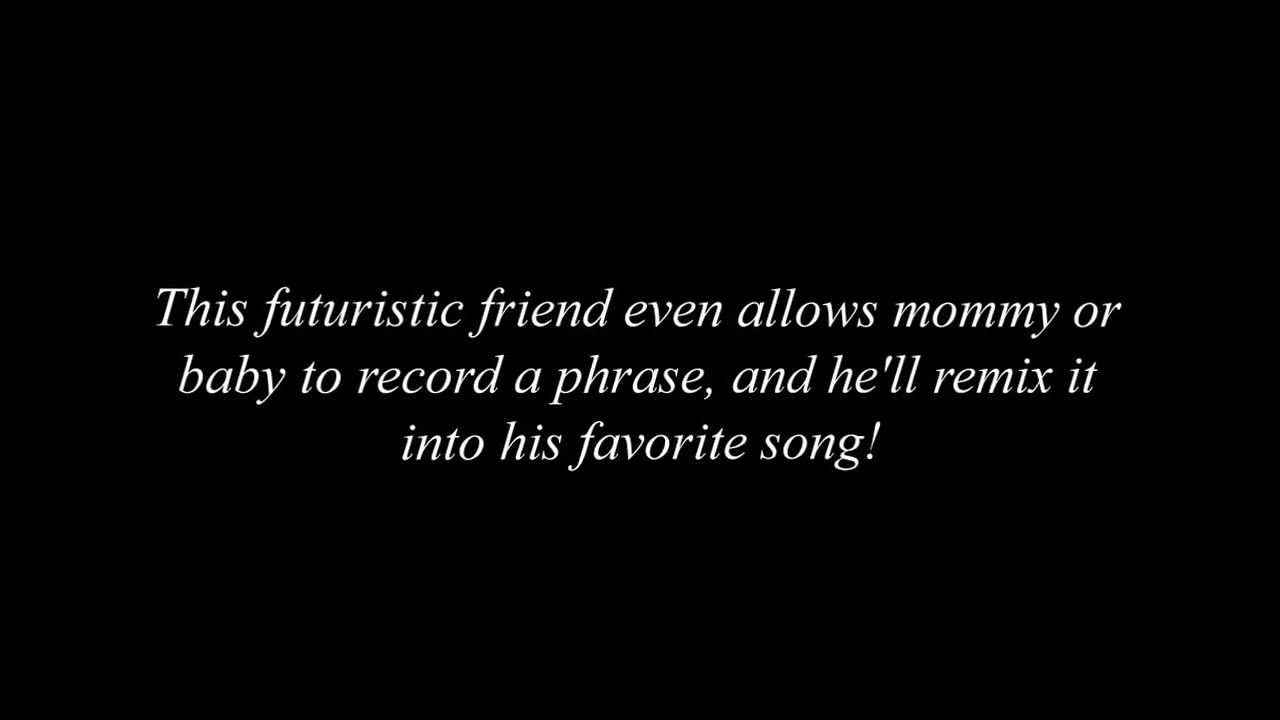 This futuristic friend even allows mommy or
baby to record a phrase, and he'll remix it
into his favorite song!